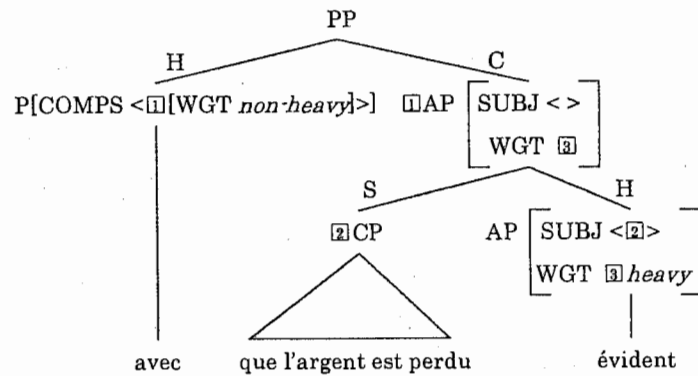 PP
H C
P[COMPS <1[WGT non-heavy]>] 1AP SUBJ < >
WGT 3
S H
2CP AP SUBJ <2>
WGT 3 heavy
avec que l'argent est perdu évident